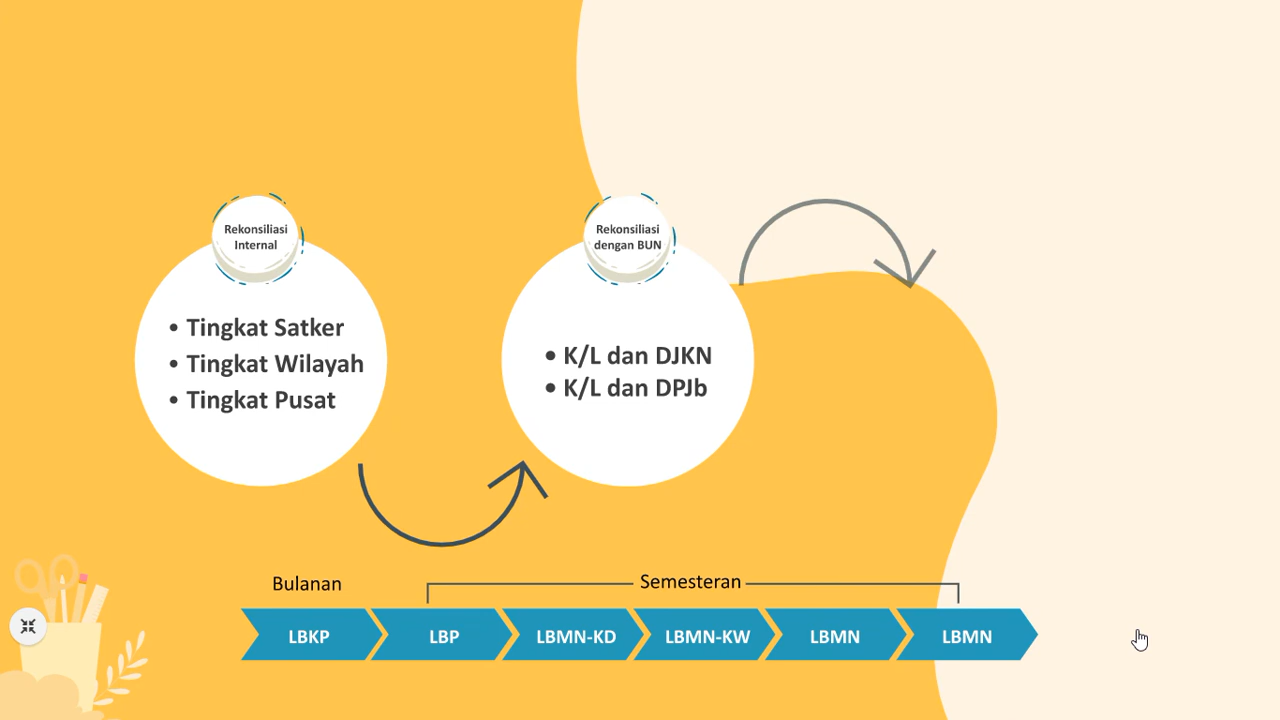 Rekonsiliasi
Internal
• Tingkat Satker
• Tingkat Wilayah
• Tingkat Pusat
Rekonsiliasi
dengan BUN
• K/L dan DJKN
• K/L dan DPJb
Bulanan
Semesteran
LBKP
LBP
LBMN-KD
LBMN-KW
LBMN
LBMN